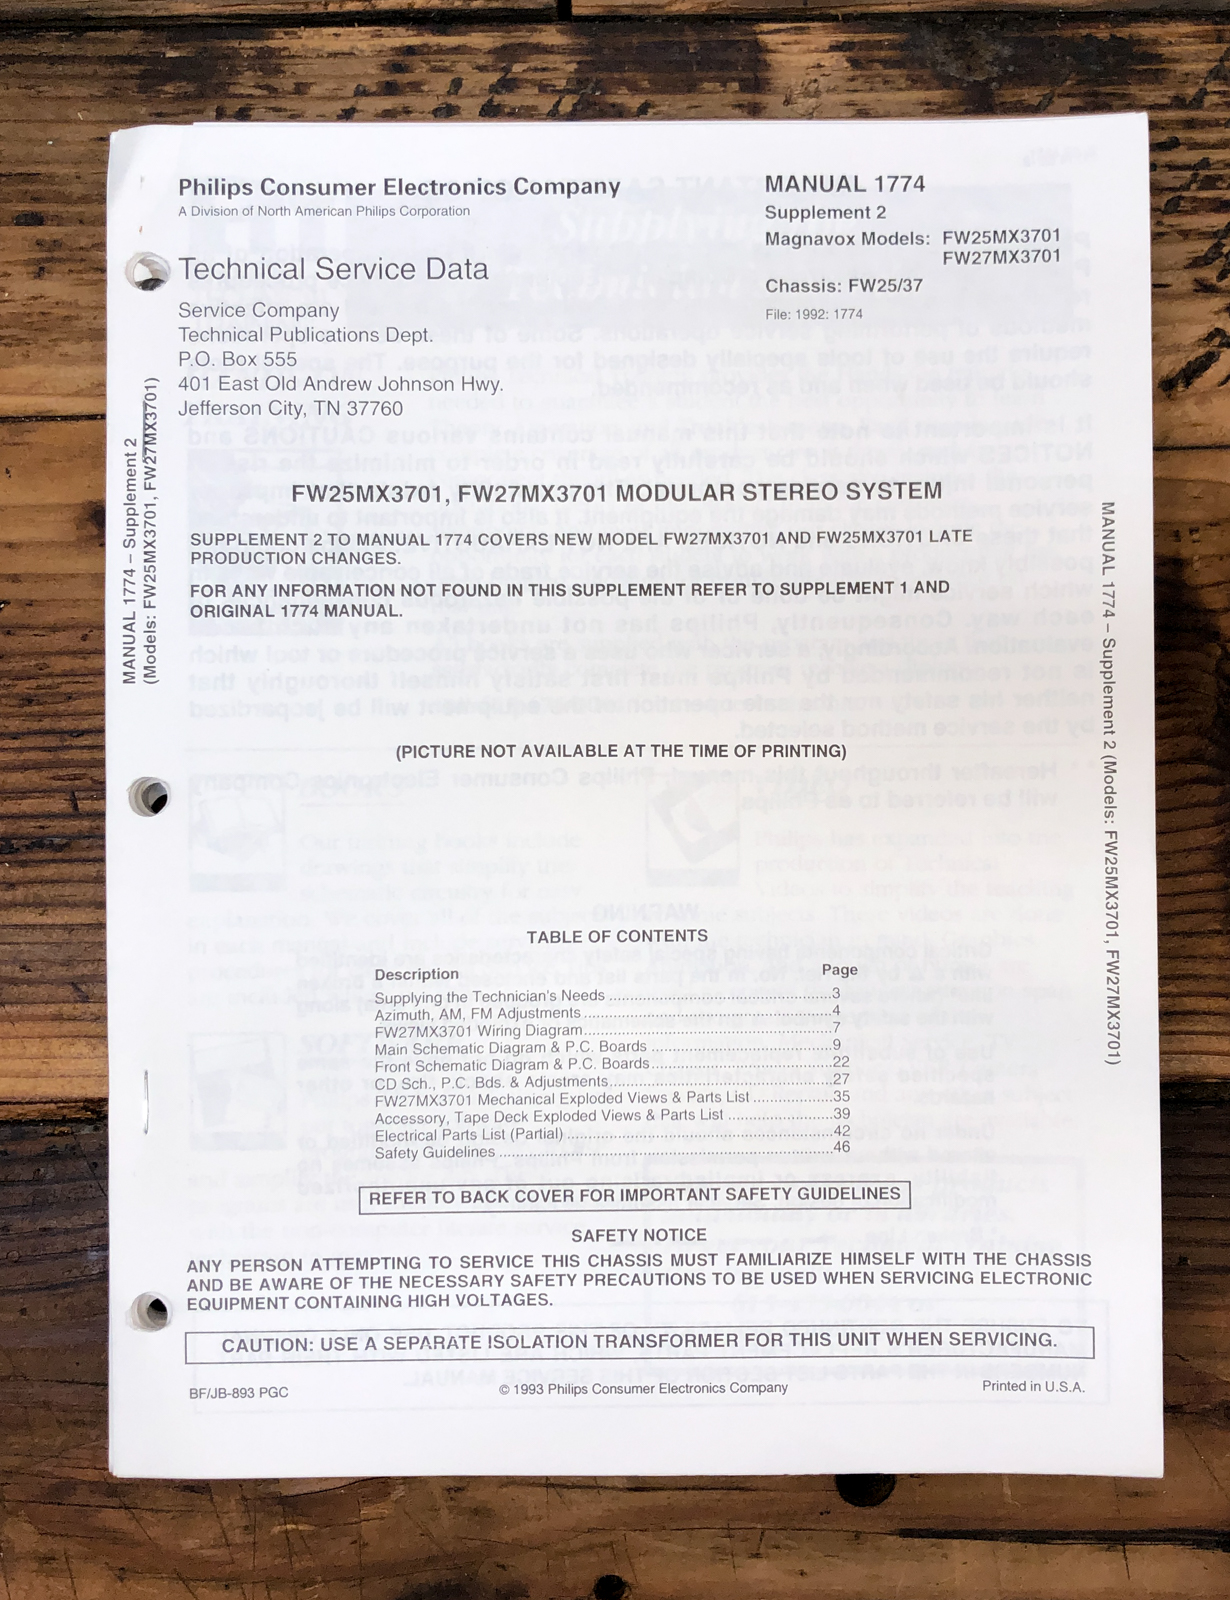 Philips Consumer Electronics Company
A Division of North American Philips Corporation
Technical Service Data
Service Company
Technical Publications Dept.
P.O. Box 555
401 East Old Andrew Johnson Hwy.
Jefferson City, TN 37760
MANUAL 1774
Supplement 2
Magnavox Models: FW25MX3701
FW27MX3701
Chassis: FW25/37
File: 1992: 1774
MANUAL 1774 – Supplement 2
(Models: FW25MX3701, FW27MX3701)
FW25MX3701, FW27MX3701 MODULAR STEREO SYSTEM
SUPPLEMENT 2 TO MANUAL 1774 COVERS NEW MODEL FW27MX3701 AND FW25MX3701 LATE
PRODUCTION CHANGES.
FOR ANY INFORMATION NOT FOUND IN THIS SUPPLEMENT REFER TO SUPPLEMENT 1 AND
ORIGINAL 1774 MANUAL.
MANUAL 1774 – Supplement 2 (Models: FW25MX3701, FW27MX3701)
(PICTURE NOT AVAILABLE AT THE TIME OF PRINTING)
TABLE OF CONTENTS
Description Page
Supplying the Technician's Needs ........ 3
Azimuth, AM, FM Adjustments ........ 4
FW27MX3701 Wiring Diagram ........ 7
Main Schematic Diagram & P.C. Boards ........ 9
Front Schematic Diagram & P.C. Boards ........ 22
CD Sch., P.C. Bds. & Adjustments ........ 27
FW27MX3701 Mechanical Exploded Views & Parts List ........ 35
Accessory, Tape Deck Exploded Views & Parts List ........ 39
Electrical Parts List (Partial) ........ 42
Safety Guidelines ........ 46
REFER TO BACK COVER FOR IMPORTANT SAFETY GUIDELINES
SAFETY NOTICE
ANY PERSON ATTEMPTING TO SERVICE THIS CHASSIS MUST FAMILIARIZE HIMSELF WITH THE CHASSIS
AND BE AWARE OF THE NECESSARY SAFETY PRECAUTIONS TO BE USED WHEN SERVICING ELECTRONIC
EQUIPMENT CONTAINING HIGH VOLTAGES.
CAUTION: USE A SEPARATE ISOLATION TRANSFORMER FOR THIS UNIT WHEN SERVICING.
BF/JB-893 PGC
© 1993 Philips Consumer Electronics Company
Printed in U.S.A.